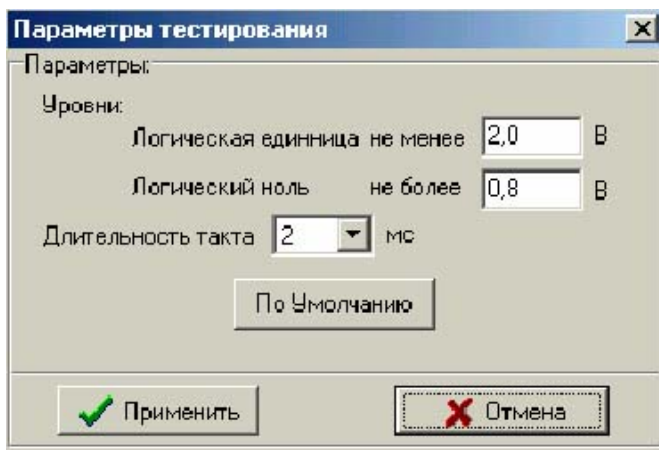 Параметры тестирования
Параметры:
Уровни:
Логическая единница не менее 2,0 В
Логический ноль не более 0,8 В
Длительность такта 2 мс
По Умолчанию
Применить Отмена